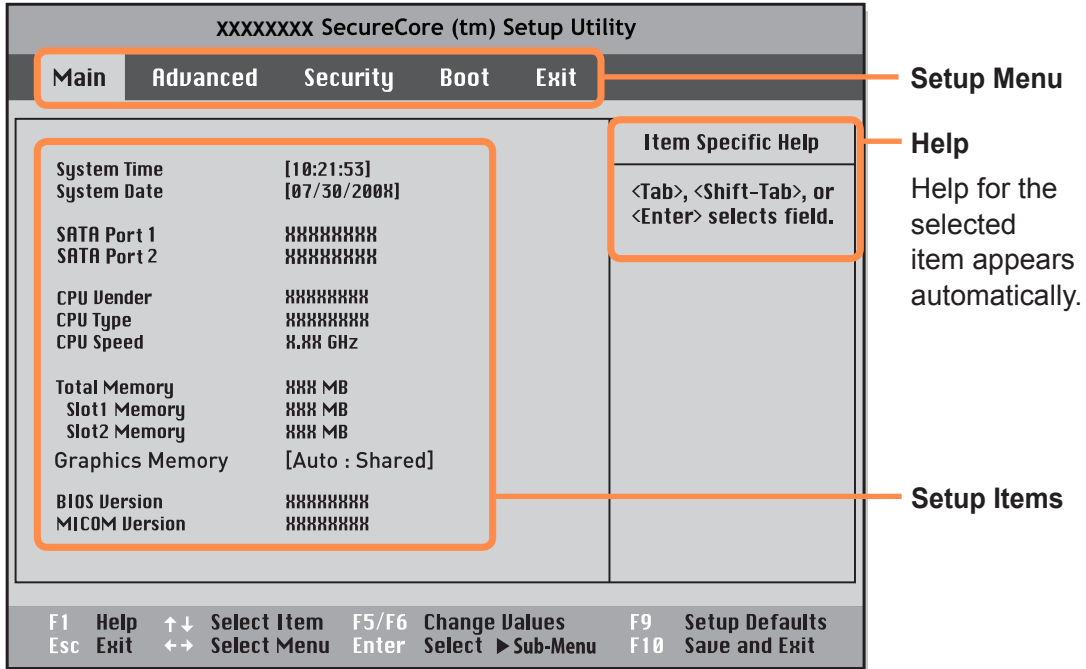 XXXXXXXX SecureCore (tm) Setup Utility
Main Advanced Security Boot Exit
Setup Menu
Item Specific Help
Help
<Tab>, <Shift-Tab>, or
<Enter> selects field.
Help for the
selected
item appears
automatically.
System Time [10:21:53]
System Date [07/30/200X]
SATA Port 1 XXXXXXXX
SATA Port 2 XXXXXXXX
CPU Vender XXXXXXXX
CPU Type XXXXXXXX
CPU Speed X.XX GHz
Total Memory XXX MB
Slot1 Memory XXX MB
Slot2 Memory XXX MB
Graphics Memory [Auto : Shared]
BIOS Version XXXXXXXX
MICOM Version XXXXXXXX
Setup Items
F1 Help ↑↓ Select Item F5/F6 Change Values F9 Setup Defaults
Esc Exit ←→ Select Menu Enter Select ▶Sub-Menu F10 Save and Exit